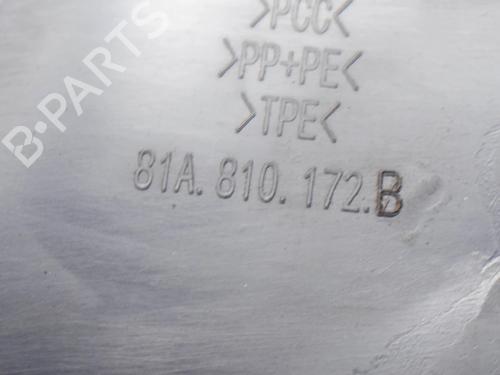 B-PARTS
>PCC<
>PP+PE<
>TPE<
81A. 810. 172. B